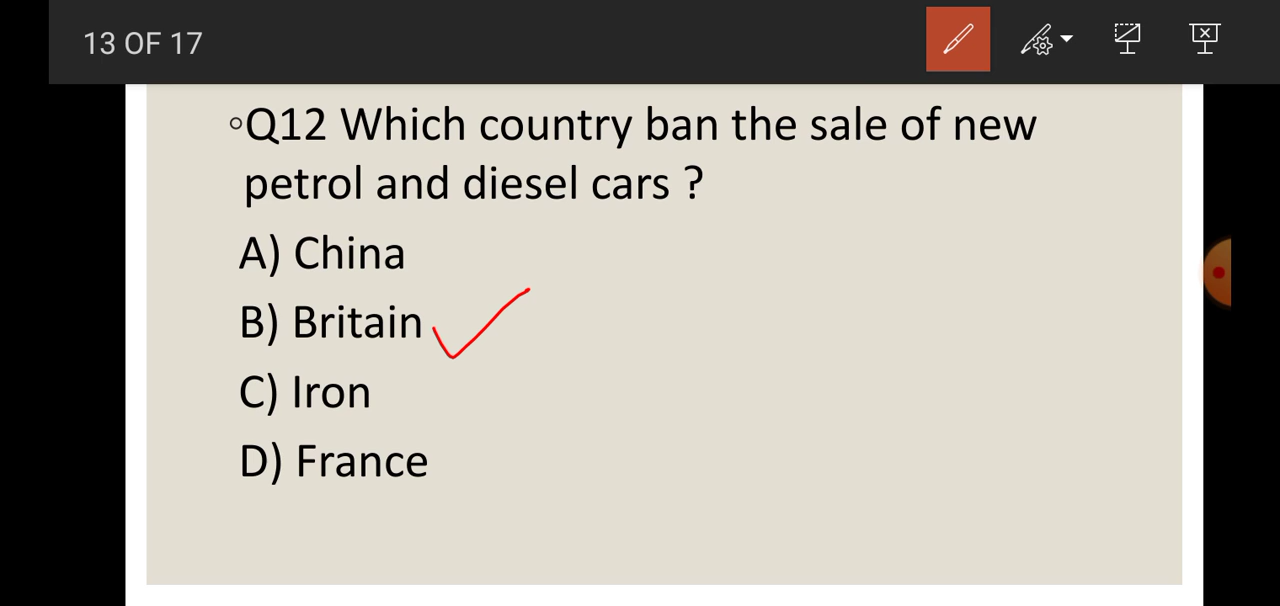 13 OF 17
◦Q12 Which country ban the sale of new
petrol and diesel cars ?
A) China
B) Britain
C) Iron
D) France